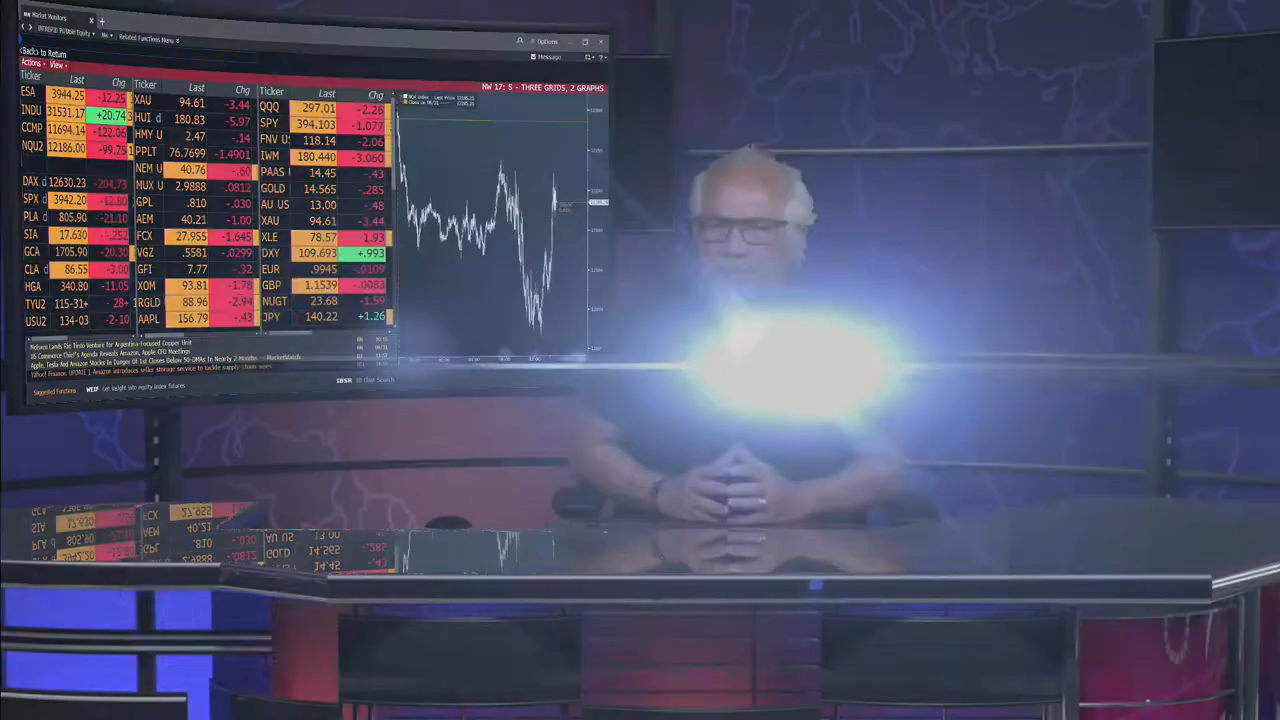 Market Monitors
INTREPID POTASH Equity
Related Functions Menu
Options
<Back> to Return
Message
Actions
View
NW 17: 5 - THREE GRIDS, 2 GRAPHS
Ticker Last Chg
ESA 3944.25 -12.25
INDU 31531.17 +20.74
CCMP 11694.14 -122.06
NQU2 12186.00 -99.75
DAX d 12630.23 -204.73
SPX d 3942.20 -12.80
PLA d 805.90 -21.10
SIA 17.630 -.252
GCA 1705.90 -20.30
CLA d 86.55 -3.00
HGA 340.80 -11.05
TYU2 115-31+ -28+
USU2 134-03 -2-10
Ticker Last Chg
XAU 94.61 -3.44
HUI d 180.83 -5.97
HMY U 2.47 -.14
PPLT 76.7699 -1.4901
NEM U 40.76 -.60
MUX U 2.9888 -.0812
GPL .810 -.030
AEM 40.21 -1.00
FCX 27.955 -1.645
VGZ .5581 -.0299
GFI 7.77 -.32
XOM 93.81 -1.78
RGLD 88.96 -2.94
AAPL 156.79 -.43
Ticker Last Chg
QQQ 297.01 -2.26
SPY 394.103 -1.077
FNV U 118.14 -2.06
IWM 180.440 -3.060
PAAS 14.45 -.43
GOLD 14.565 -.285
AU US 13.00 -.48
XAU 94.61 -3.44
XLE 78.57 -1.93
DXY 109.693 +.993
EUR .9945 -.0109
GBP 1.1539 -.0083
NUGT 23.68 -1.59
JPY 140.22 +1.26
McEwen Lands Rio Tinto Venture for Argentina-Focused Copper Unit
US Commerce Chief's Agenda Reveals Amazon, Apple CEO Meetings
Apple, Tesla And Amazon Stocks In Danger Of 1st Closes Below 50-DMAs In Nearly 2 Months -- MarketWatch
Yahoo! Finance: UPDATE 1 Amazon introduces seller storage service to tackle supply-chain woes
Suggested Functions WEIF Get insight into equity index futures
IBSR Chat Search